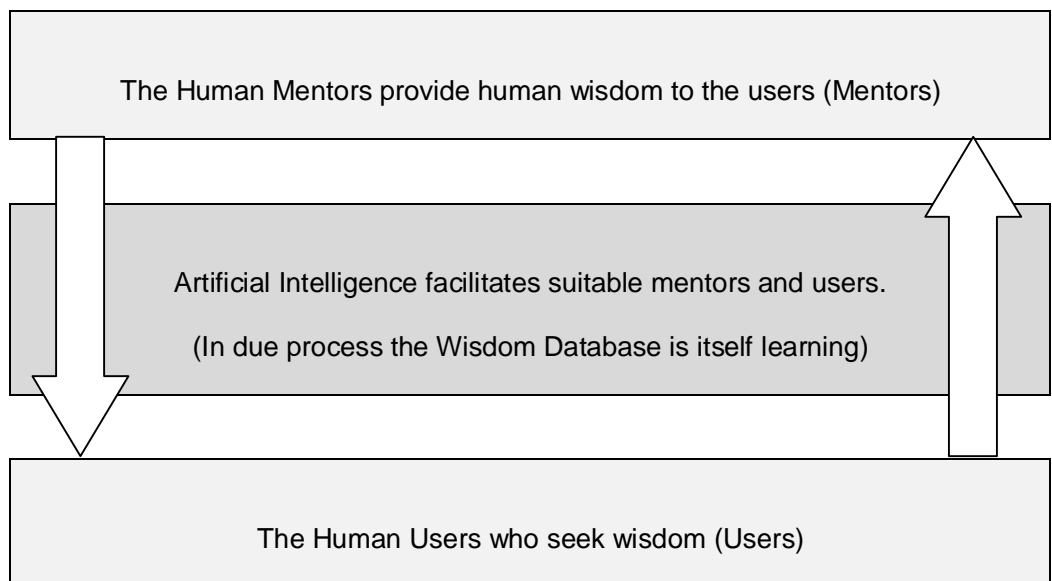 The Human Mentors provide human wisdom to the users (Mentors)
Artificial Intelligence facilitates suitable mentors and users.
(In due process the Wisdom Database is itself learning)
The Human Users who seek wisdom (Users)